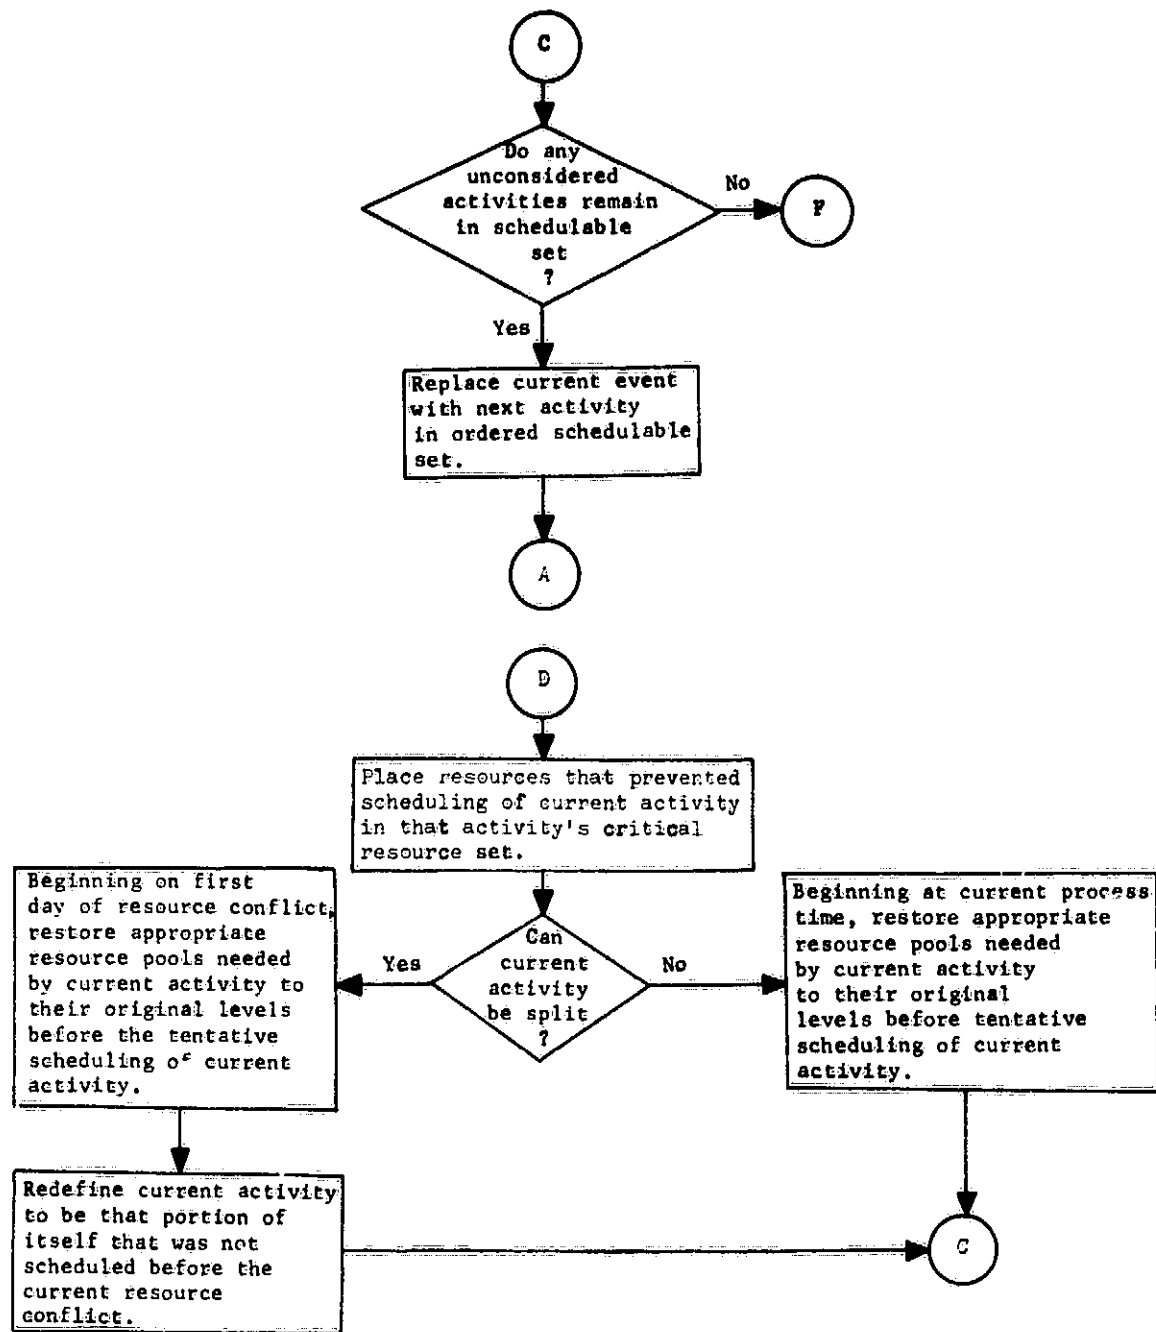 C
Do any
unconsidered
activities remain
in schedulable
set
?
No
F
Yes
Replace current event
with next activity
in ordered schedulable
set.
A
D
Place resources that prevented
scheduling of current activity
in that activity's critical
resource set.
Can
current
activity
be split
?
Yes
No
Beginning on first
day of resource conflict,
restore appropriate
resource pools needed
by current activity to
their original levels
before the tentative
scheduling of current
activity.
Beginning at current process
time, restore appropriate
resource pools needed
by current activity
to their original
levels before tentative
scheduling of current
activity.
Redefine current activity
to be that portion of
itself that was not
scheduled before the
current resource
conflict.
C